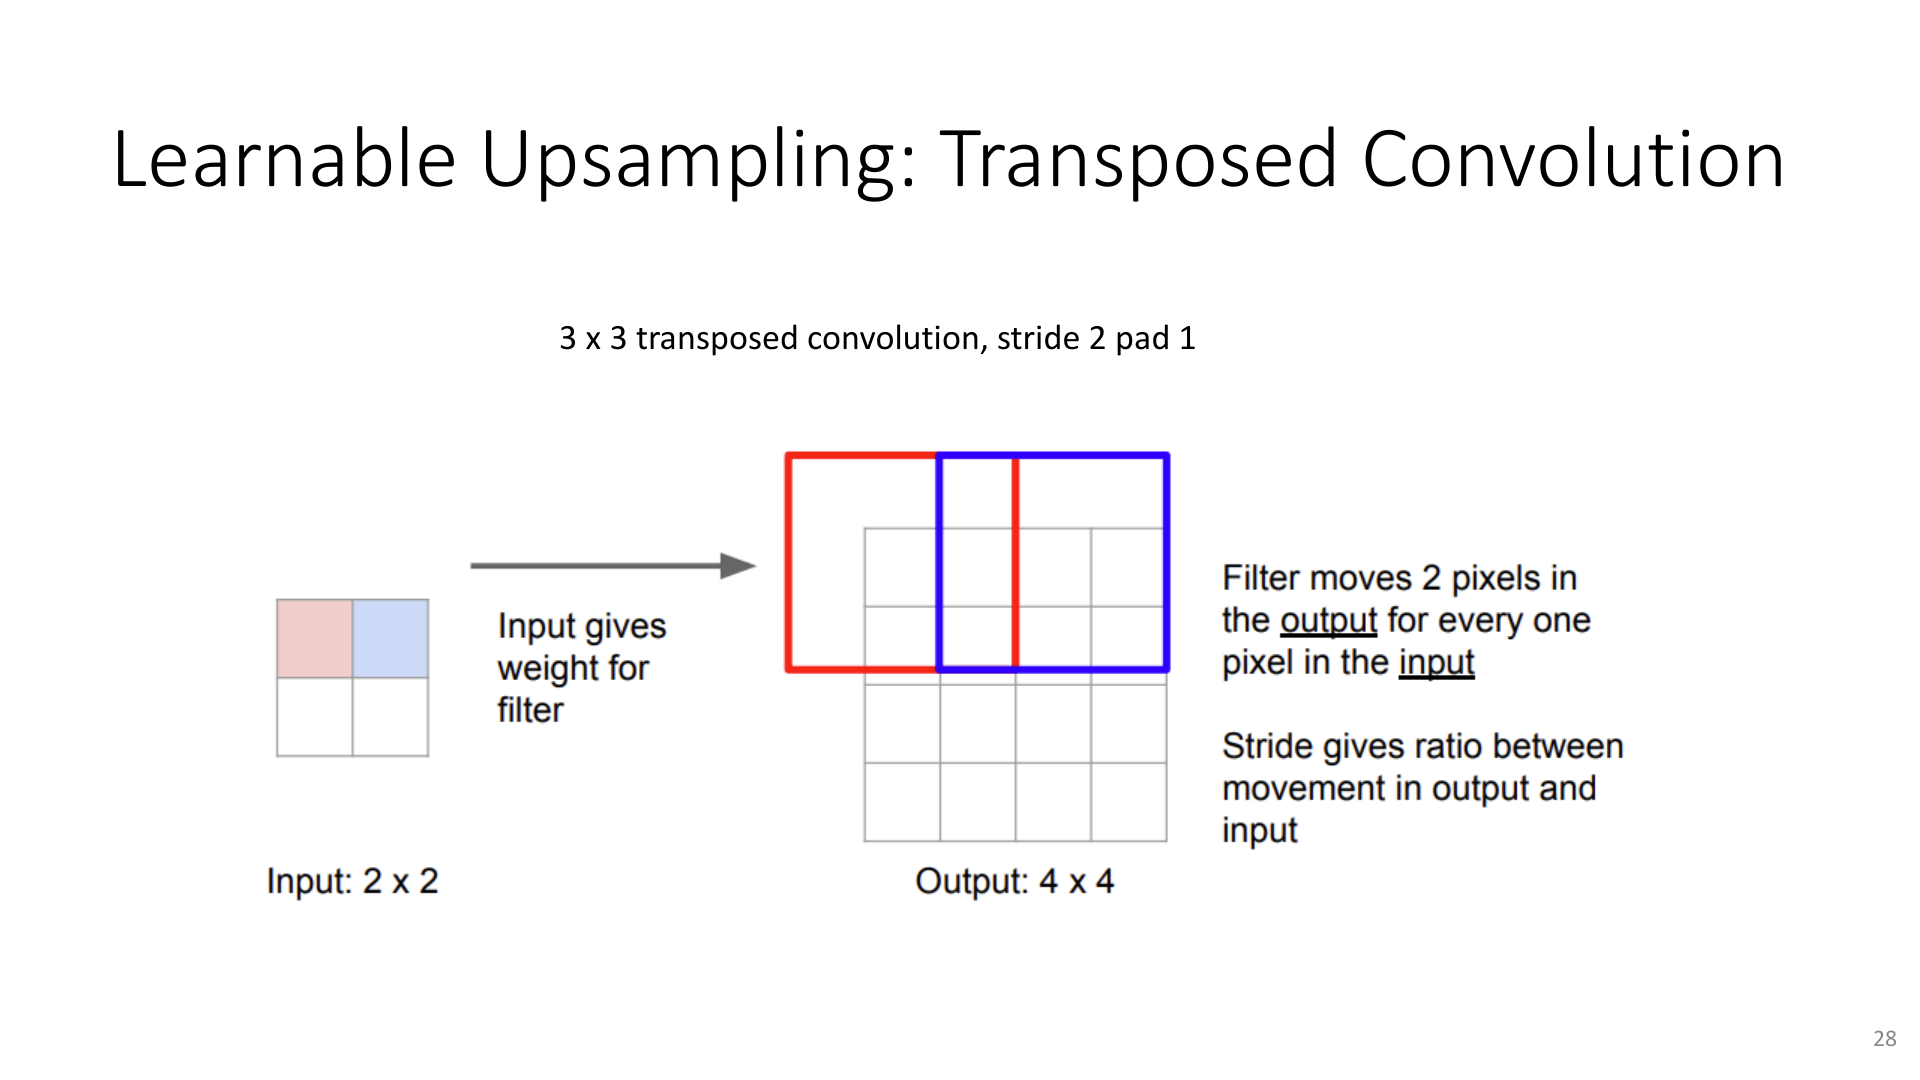 Learnable Upsampling: Transposed Convolution
3 x 3 transposed convolution, stride 2 pad 1
Input gives
weight for
filter
Filter moves 2 pixels in
the output for every one
pixel in the input
Stride gives ratio between
movement in output and
input
Input: 2 x 2
Output: 4 x 4
28